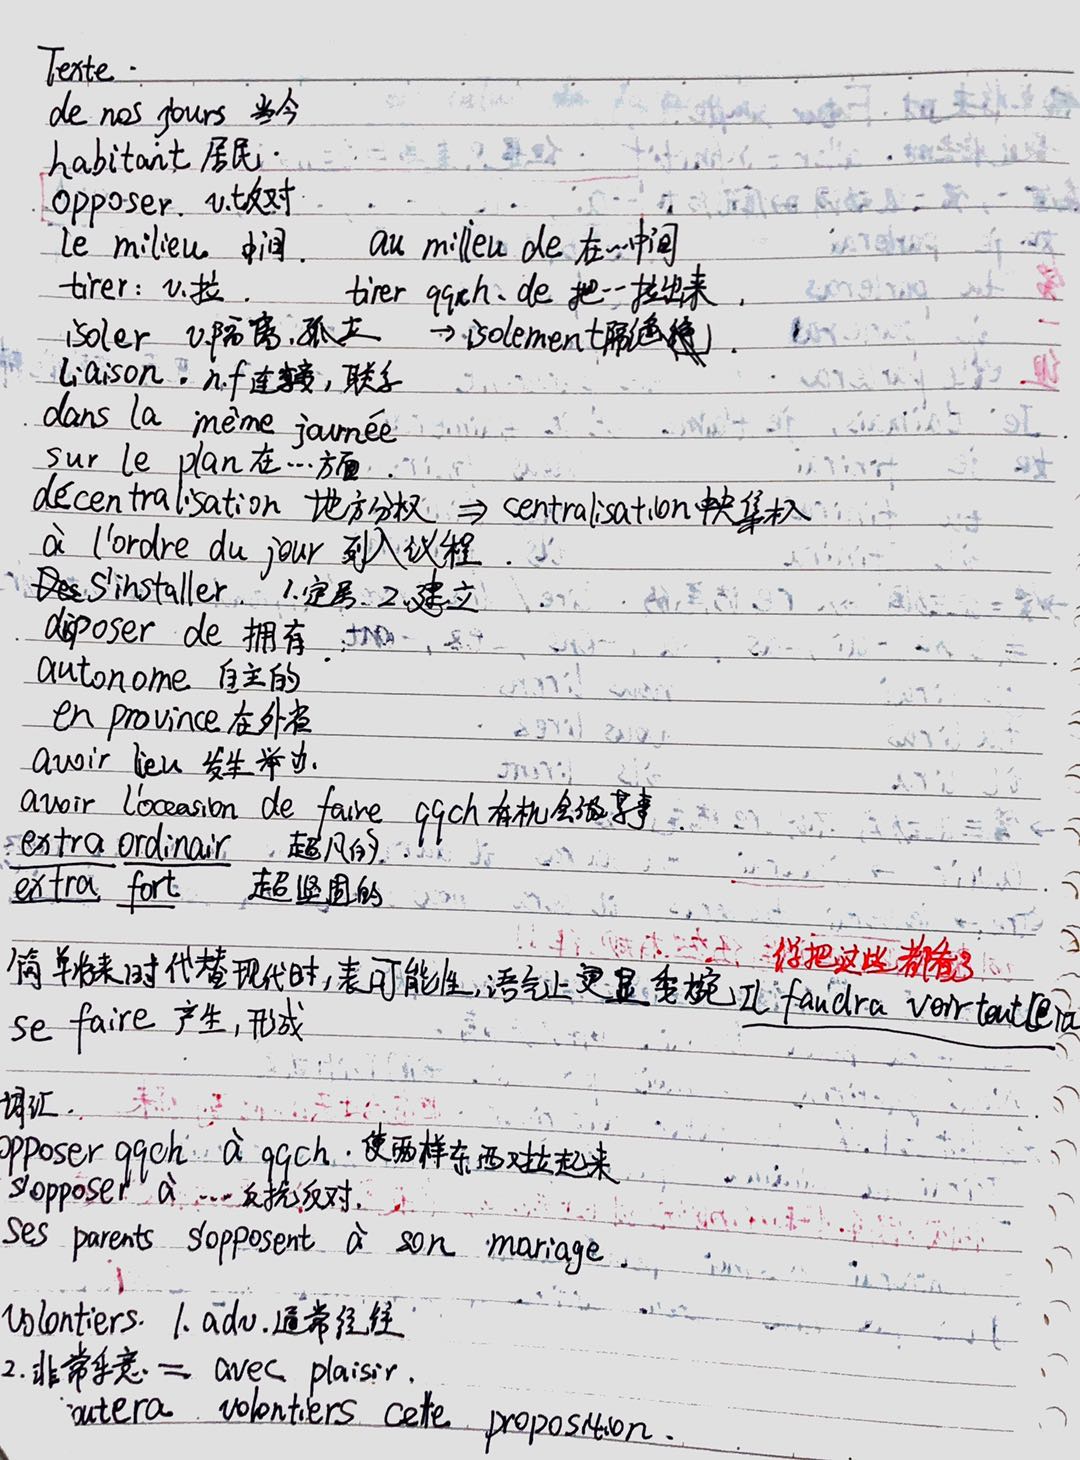 Texte.
de nos jours 当今
habitant 居民.
opposer. v.t 反对
le milieu 中间. au milieu de 在…中间
tirer: v.拉. tirer qqch. de 把…拉出来.
isoler v.隔离.孤立 → isolement 隔绝.
liaison. n.f 连接,联系
dans la même journée
sur le plan 在…方面.
décentralisation 地方分权 ⇒ centralisation 中央集权
à l'ordre du jour 列入议程.
S'installer. 1.定居. 2.建立
disposer de 拥有.
autonome 自主的
en province 在外省
avoir lieu 发生举办.
avoir l'occasion de faire qqch 有机会做某事.
extra ordinair 超凡的.
extra fort 超坚固的
你把这些都看了
简单将来时代替现代时,表可能性,语气上更显委婉 Il faudra voir tout
se faire 产生,形成
词汇.
opposer qqch à qqch. 使两样东西对拉起来
s'opposer à …. 反抗反对.
Ses parents s'opposent à son mariage.
Volontiers. 1. adv.通常往往
2.非常乐意. = avec plaisir.
volontiers cette proposition.